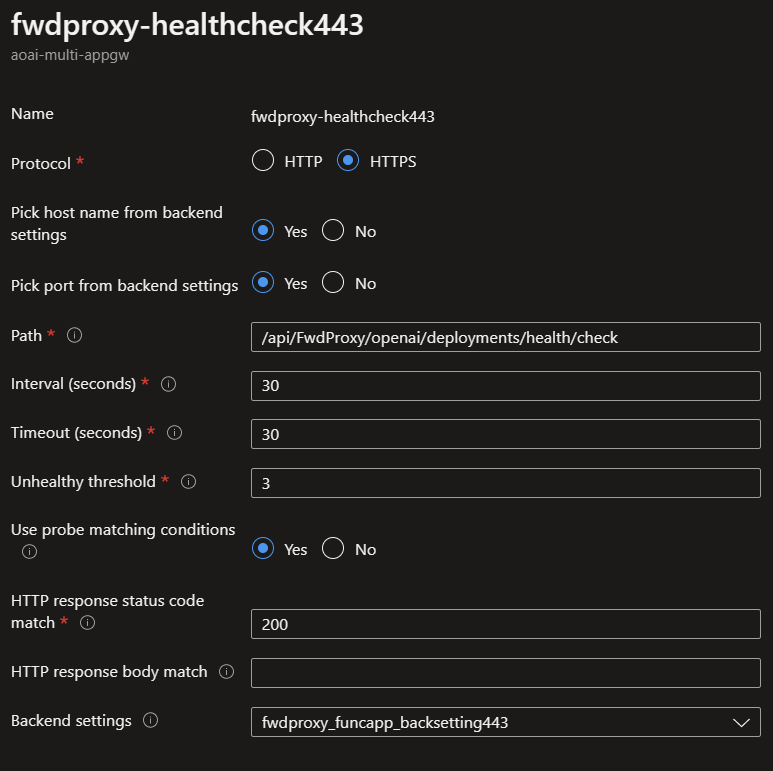 fwdproxy-healthcheck443
aoai-multi-appgw
Name
fwdproxy-healthcheck443
Protocol *
HTTP HTTPS
Pick host name from backend
settings
Yes No
Pick port from backend settings
Yes No
Path *
/api/FwdProxy/openai/deployments/health/check
Interval (seconds) *
30
Timeout (seconds) *
30
Unhealthy threshold *
3
Use probe matching conditions
Yes No
HTTP response status code
match *
200
HTTP response body match
Backend settings
fwdproxy_funcapp_backsetting443